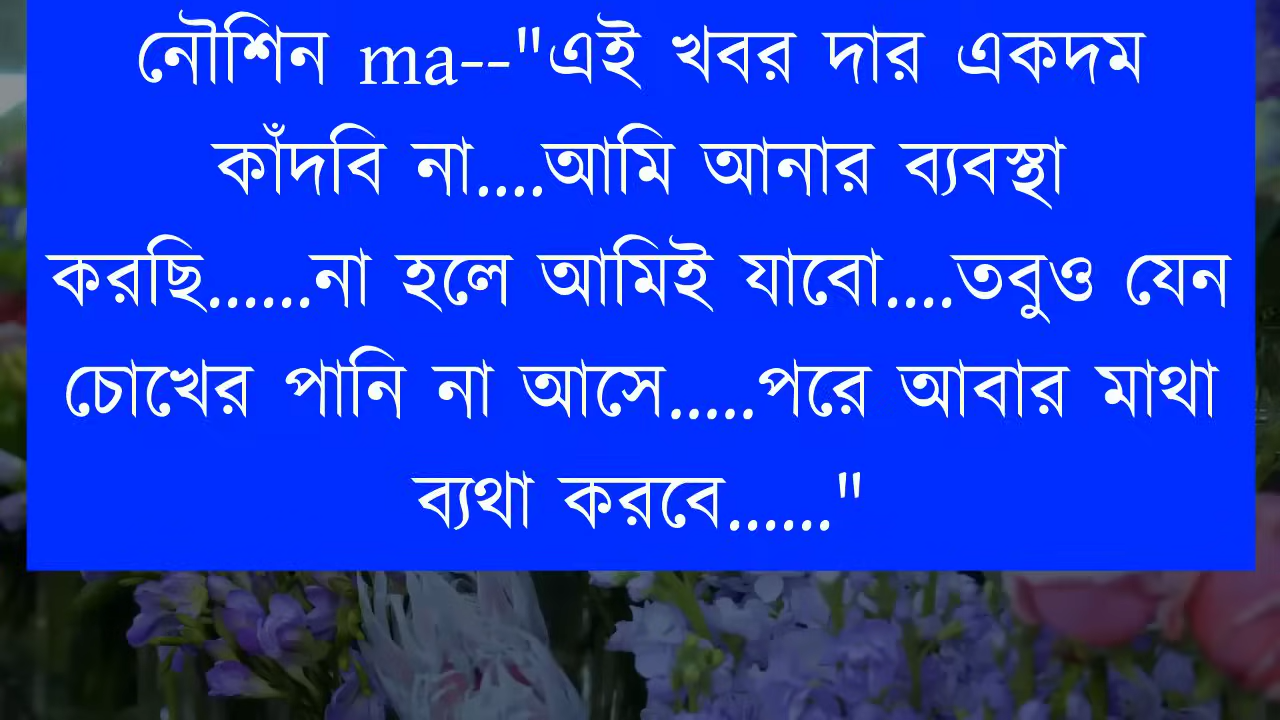 নৌশিন ma--"এই খবর দার একদম
কাঁদবি না....আমি আনার ব্যবস্থা
করছি......না হলে আমিই যাবো....তবুও যেন
চোখের পানি না আসে.....পরে আবার মাথা
ব্যথা করবে......"